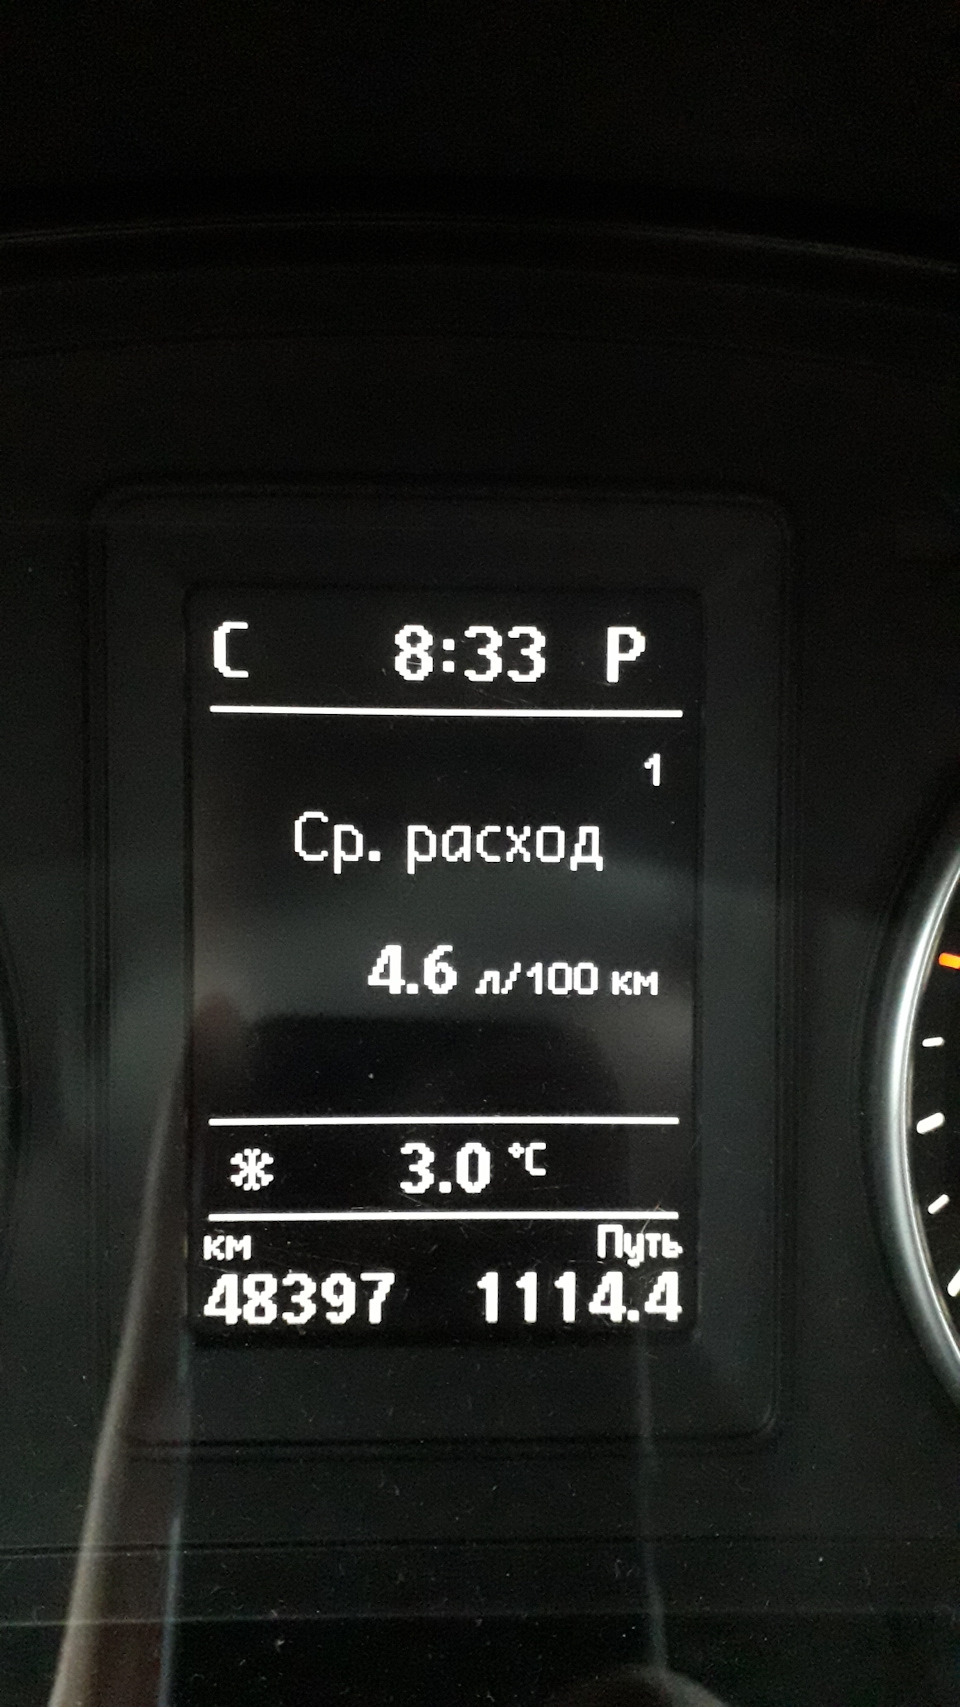 С 8:33 P
1
Ср. расход
4.6 л/100 км
3.0 °C
км Путь
48397 1114.4